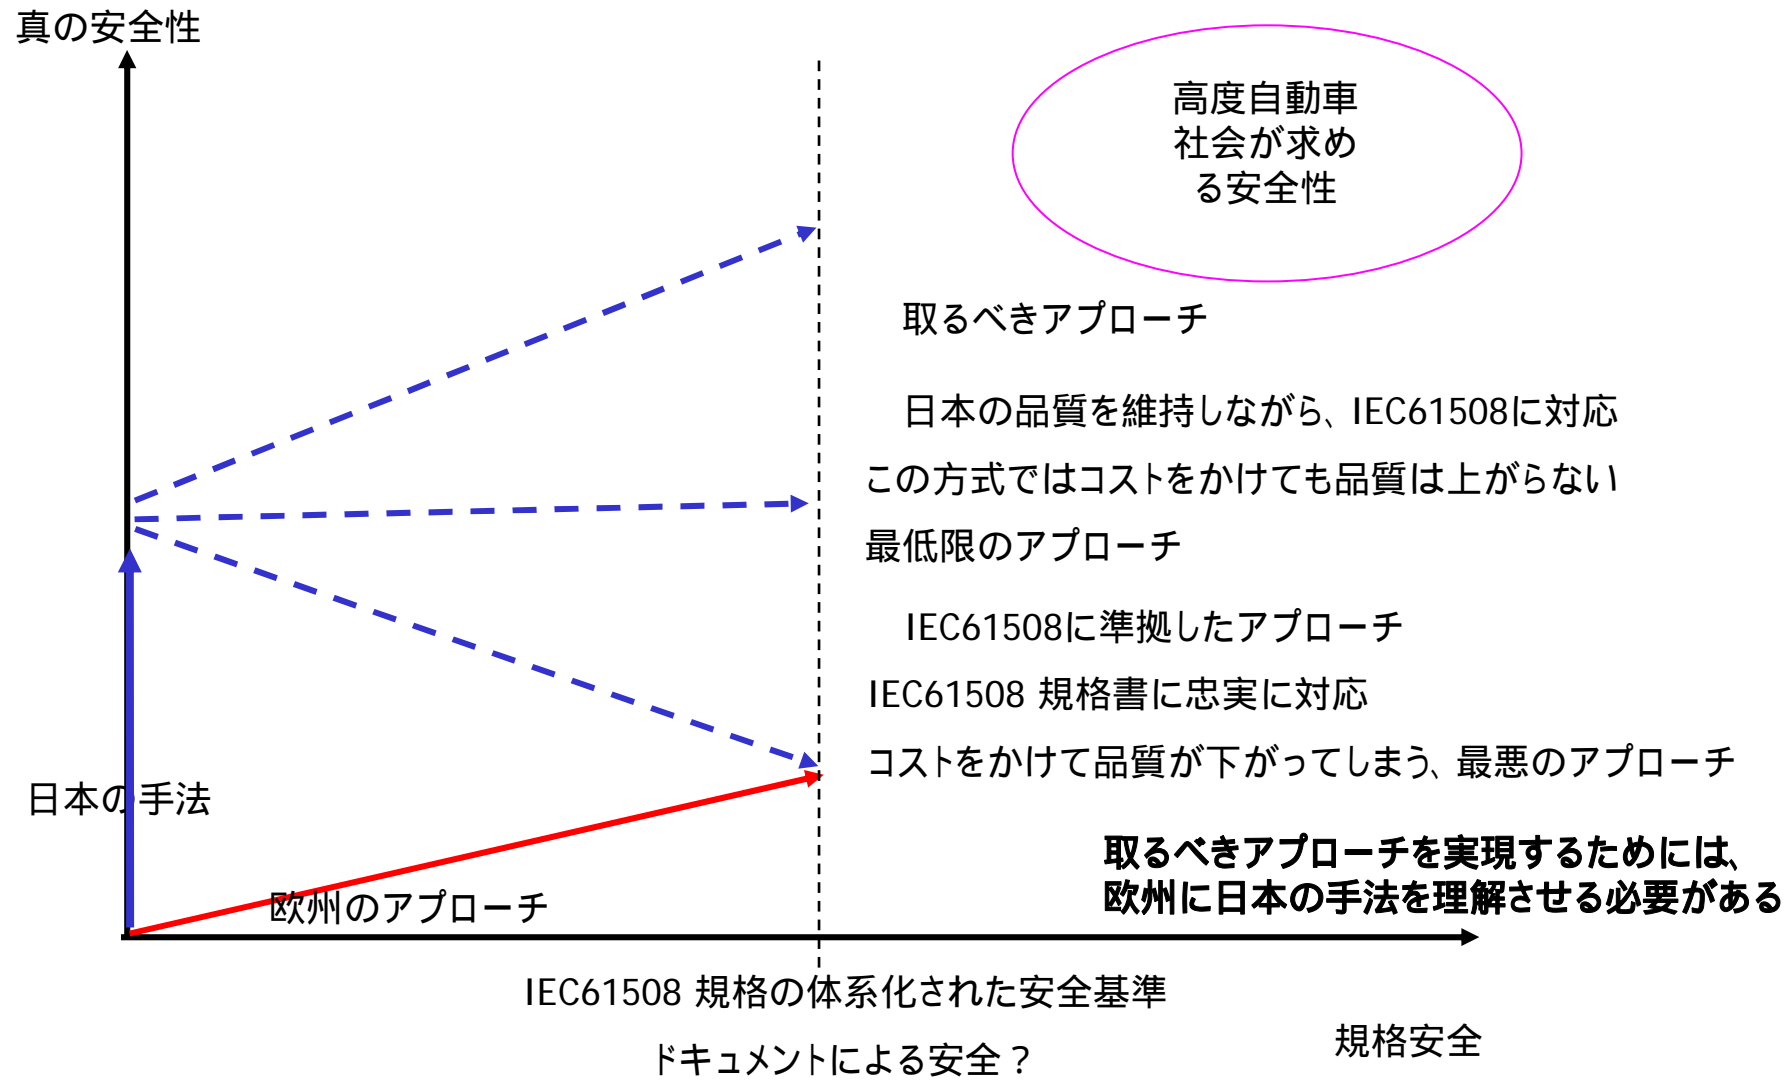 真の安全性
高度自動車
社会が求め
る安全性
取るべきアプローチ
日本の品質を維持しながら、IEC61508に対応
この方式ではコストをかけても品質は上がらない
最低限のアプローチ
IEC61508に準拠したアプローチ
IEC61508 規格書に忠実に対応
コストをかけて品質が下がってしまう、最悪のアプローチ
日本の手法
取るべきアプローチを実現するためには、
欧州に日本の手法を理解させる必要がある
欧州のアプローチ
IEC61508 規格の体系化された安全基準
規格安全
ドキュメントによる安全？